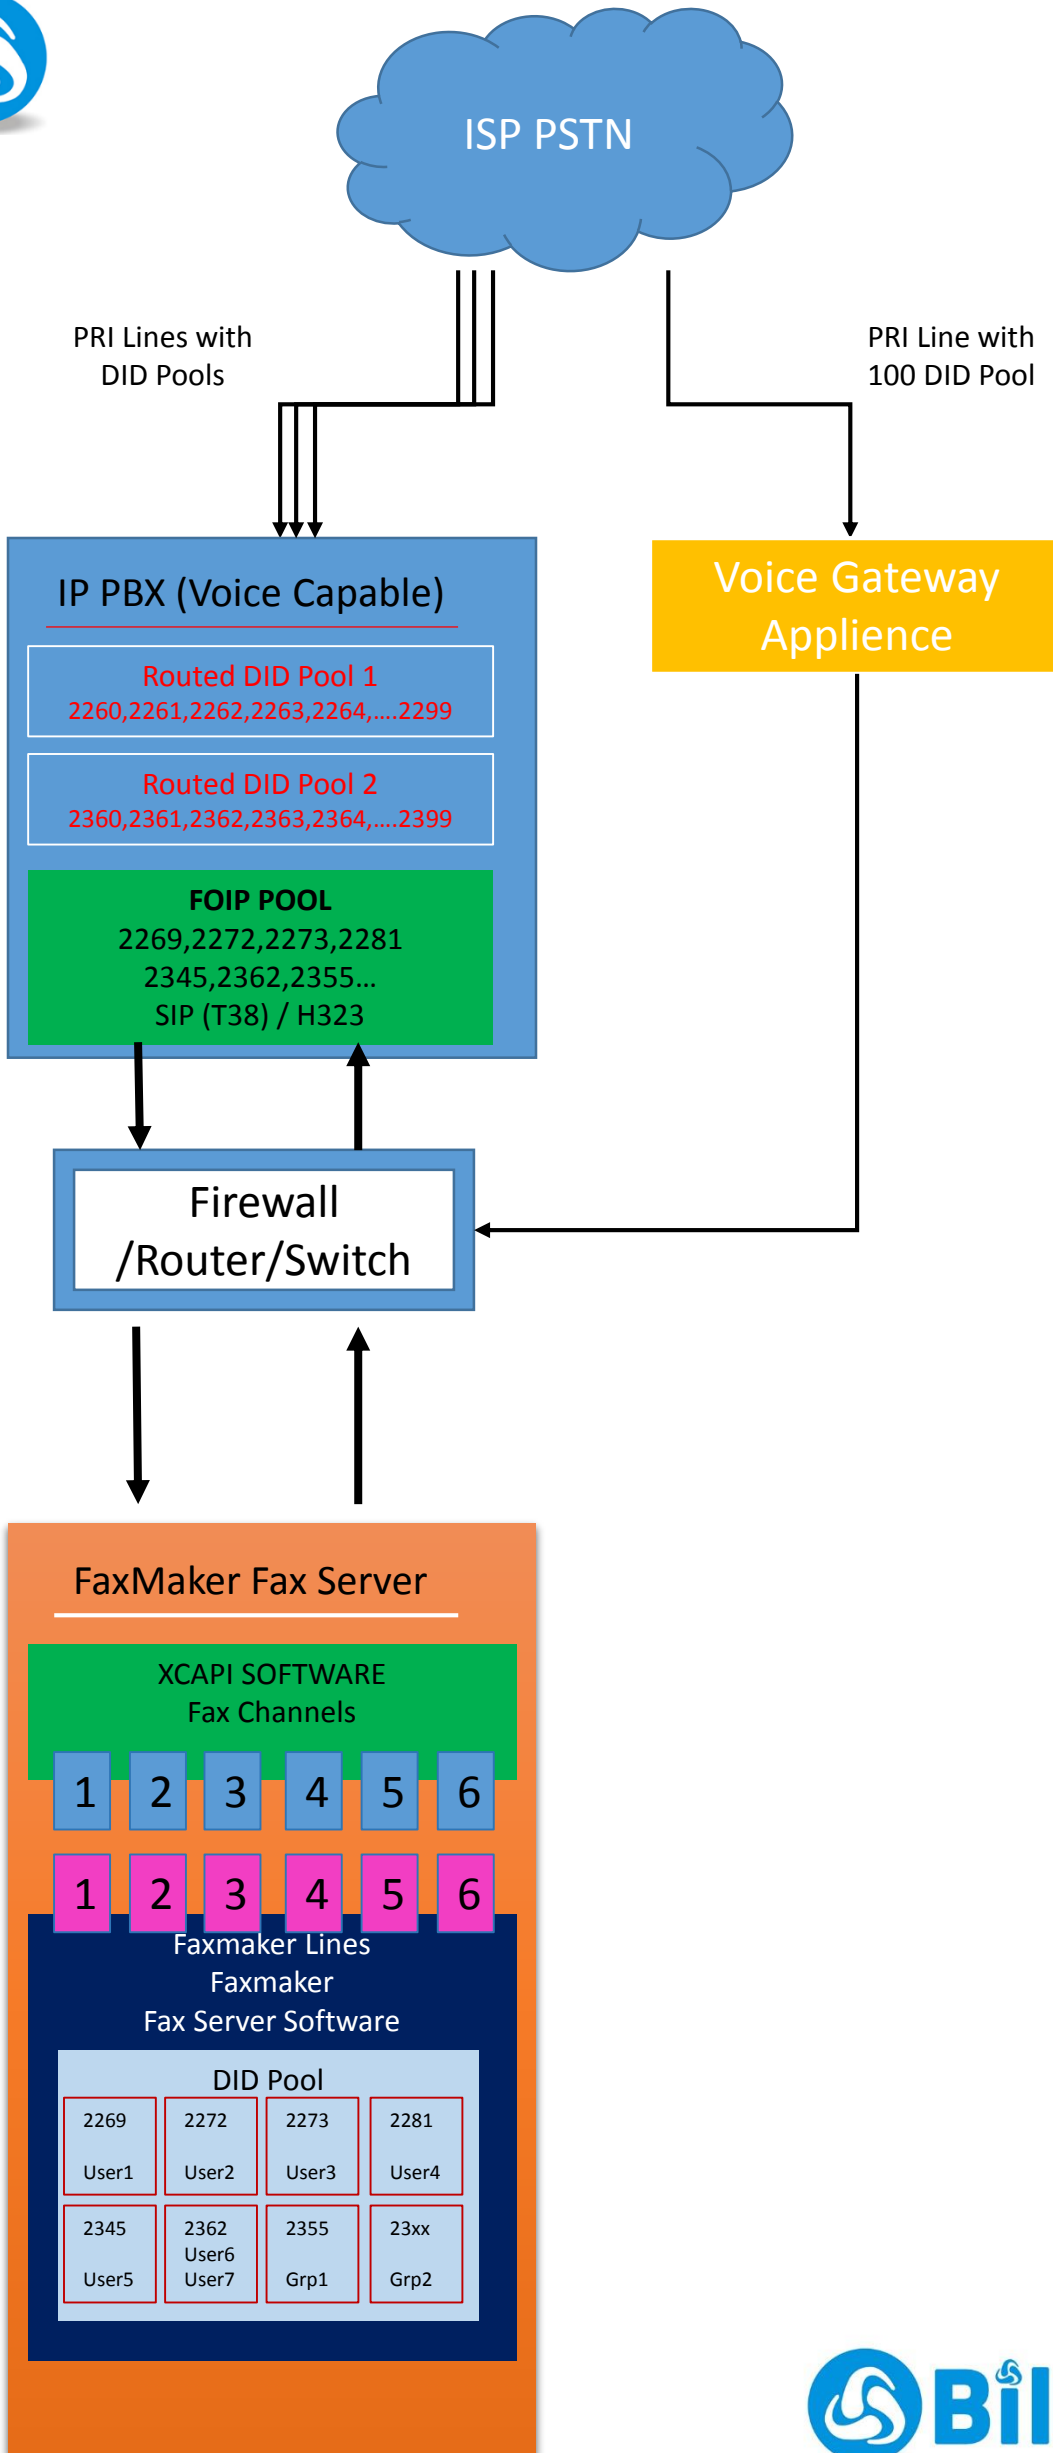 ISP PSTN
PRI Lines with
DID Pools
PRI Line with
100 DID Pool
IP PBX (Voice Capable)
Routed DID Pool 1
2260,2261,2262,2263,2264,....2299
Routed DID Pool 2
2360,2361,2362,2363,2364,....2399
FOIP POOL
2269,2272,2273,2281
2345,2362,2355...
SIP (T38) / H323
Voice Gateway
Applience
Firewall
/Router/Switch
FaxMaker Fax Server
XCAPI SOFTWARE
Fax Channels
1 2 3 4 5 6
1 2 3 4 5 6
Faxmaker Lines
Faxmaker
Fax Server Software
DID Pool
2269 2272 2273 2281
User1 User2 User3 User4
2345 2362 2355 23xx
User6
User5 User7 Grp1 Grp2
Bil